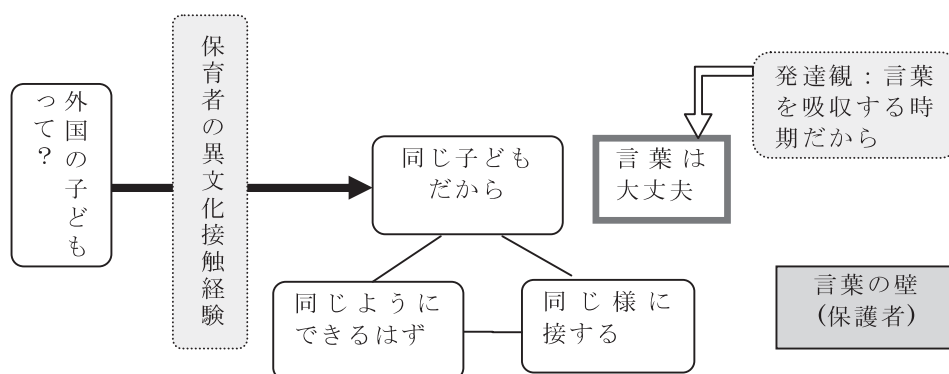 外国の子ども
って？
保育者の異文化接触経験
同じ子ども
だから
同じように
できるはず
同じ様に
接する
言葉は
大丈夫
発達観：言葉
を吸収する時
期だから
言葉の壁
(保護者)